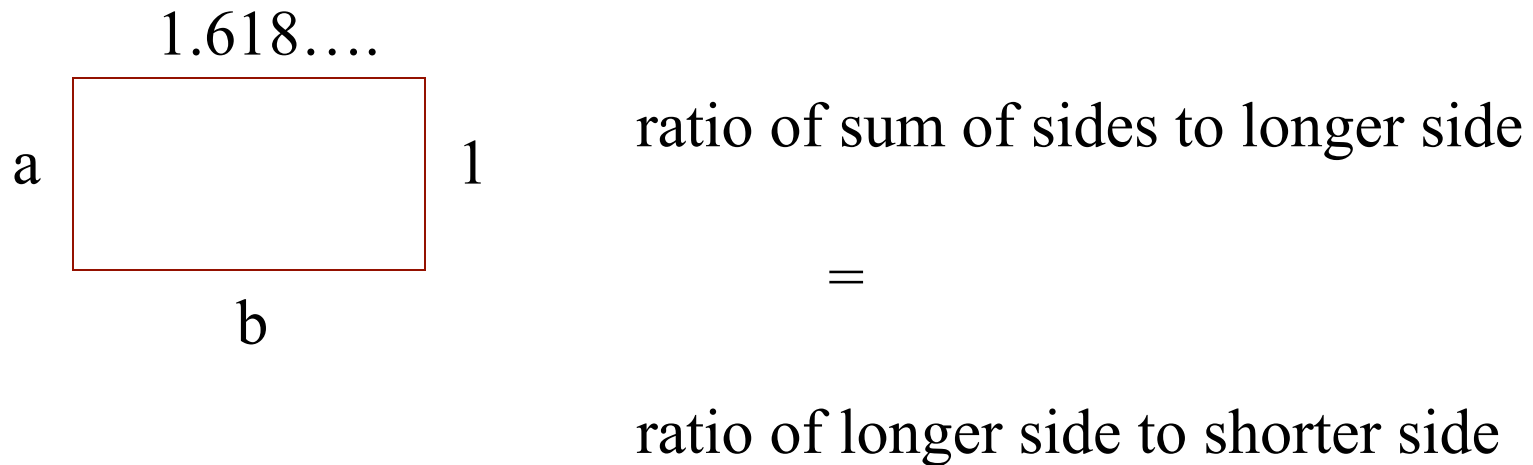 1.618....
a
1
b
ratio of sum of sides to longer side
=
ratio of longer side to shorter side